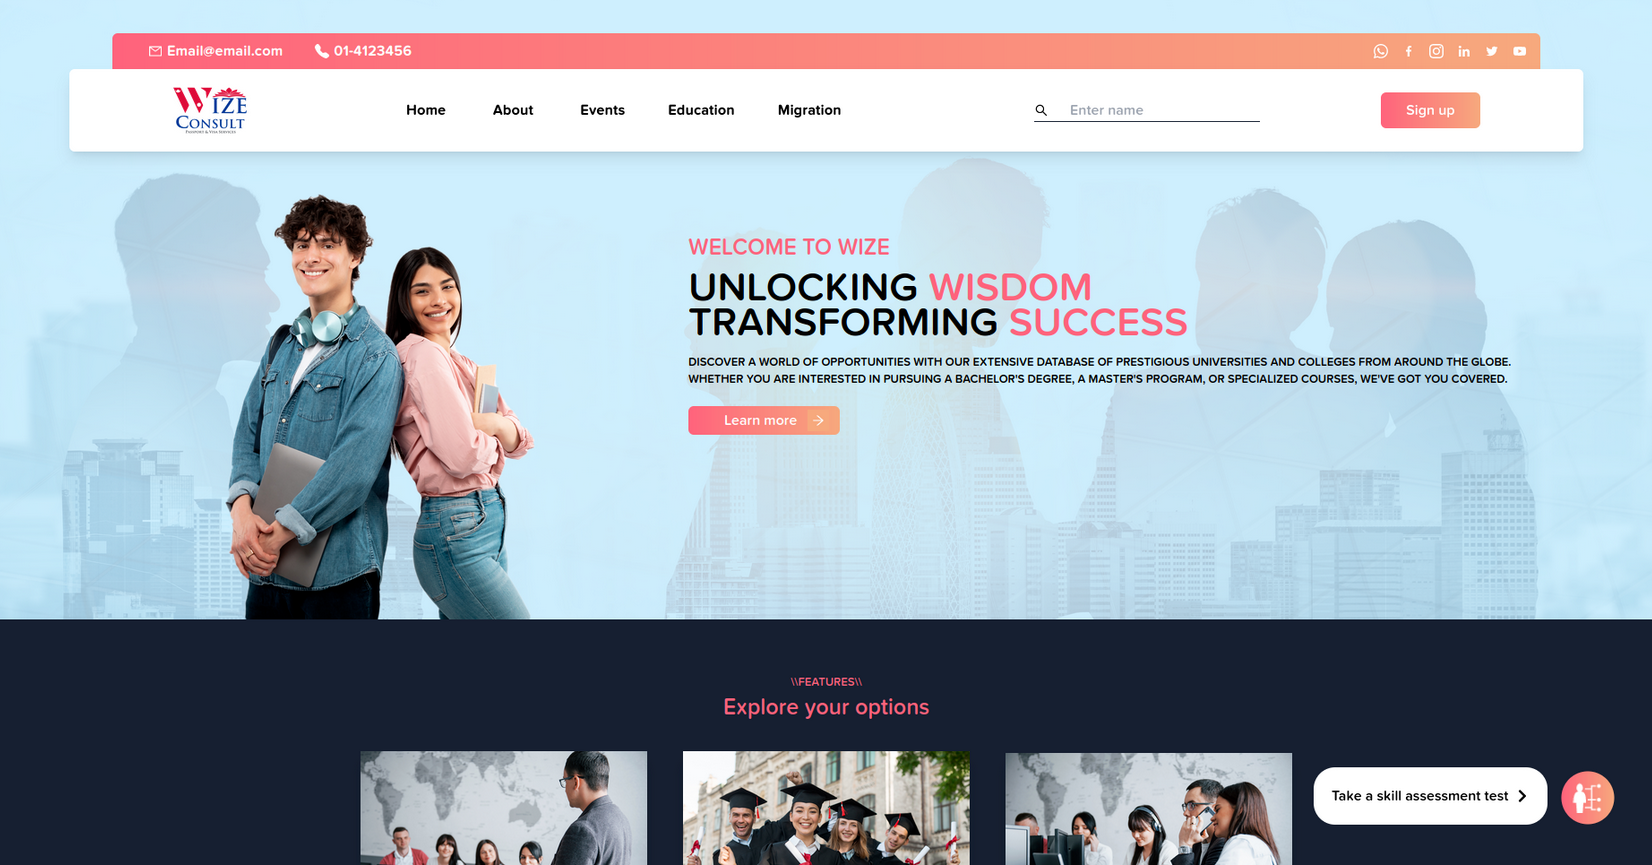 Email@email.com
01-4123456
WIZE
CONSULT
Home
About
Events
Education
Migration
Enter name
Sign up
WELCOME TO WIZE
UNLOCKING WISDOM
TRANSFORMING SUCCESS
DISCOVER A WORLD OF OPPORTUNITIES WITH OUR EXTENSIVE DATABASE OF PRESTIGIOUS UNIVERSITIES AND COLLEGES FROM AROUND THE GLOBE.
WHETHER YOU ARE INTERESTED IN PURSUING A BACHELOR'S DEGREE, A MASTER'S PROGRAM, OR SPECIALIZED COURSES, WE'VE GOT YOU COVERED.
Learn more
\\FEATURES\\
Explore your options
Take a skill assessment test